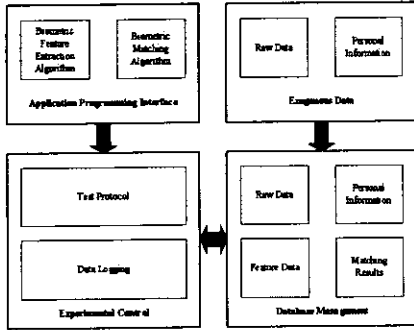 Biometric
Feature
Extraction
Algorithm
Biometric
Matching
Algorithm
Application Programming Interface
Raw Data
Personal
Information
Exogenous Data
Test Protocol
Data Logging
Experimental Control
Raw Data
Personal
Information
Feature Data
Matching
Results
Database Management